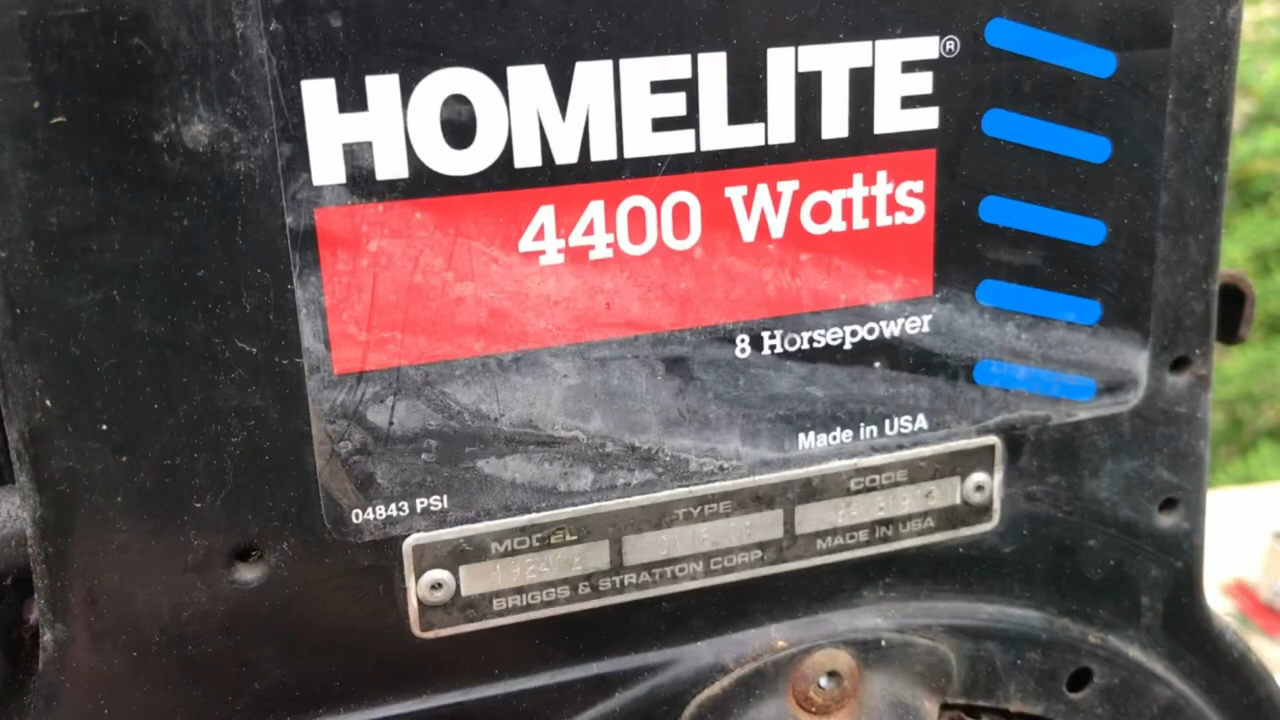 HOMELITE®
4400 Watts
8 Horsepower
Made in USA
04843 PSI
MODEL TYPE CODE
BRIGGS & STRATTON CORP. MADE IN USA